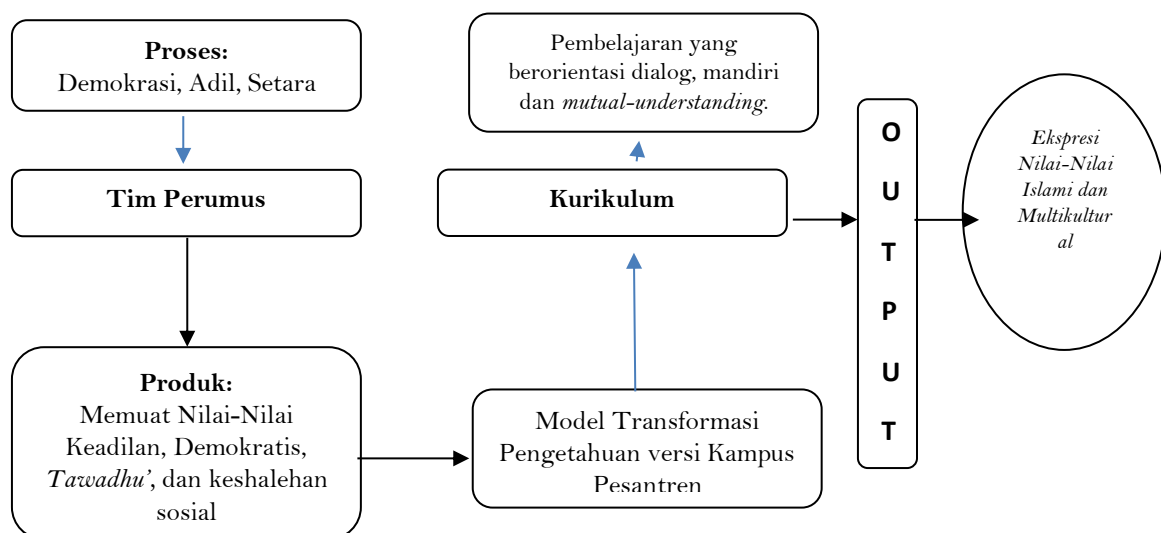 Proses:
Demokrasi, Adil, Setara
Tim Perumus
Produk:
Memuat Nilai-Nilai
Keadilan, Demokratis,
Tawadhu’, dan keshalehan
sosial
Model Transformasi
Pengetahuan versi Kampus
Pesantren
Kurikulum
Pembelajaran yang
berorientasi dialog, mandiri
dan mutual-understanding.
O
U
T
P
U
T
Ekspresi
Nilai-Nilai
Islami dan
Multikultur
al